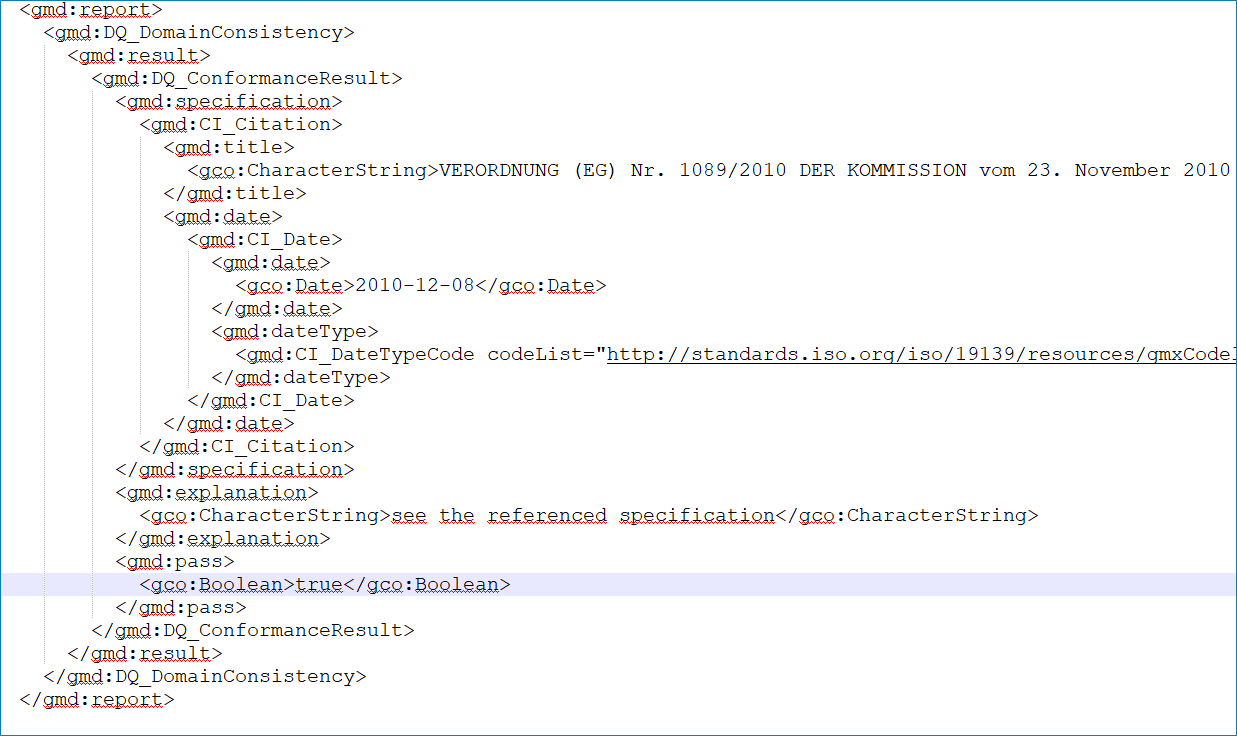 <gmd:report>
<gmd:DQ_DomainConsistency>
<gmd:result>
<gmd:DQ_ConformanceResult>
<gmd:specification>
<gmd:CI_Citation>
<gmd:title>
<gco:CharacterString>VERORDNUNG (EG) Nr. 1089/2010 DER KOMMISSION vom 23. November 2010
</gmd:title>
<gmd:date>
<gmd:CI_Date>
<gmd:date>
<gco:Date>2010-12-08</gco:Date>
</gmd:date>
<gmd:dateType>
<gmd:CI_DateTypeCode codeList="http://standards.iso.org/iso/19139/resources/gmxCode
</gmd:dateType>
</gmd:CI_Date>
</gmd:date>
</gmd:CI_Citation>
</gmd:specification>
<gmd:explanation>
<gco:CharacterString>see the referenced specification</gco:CharacterString>
</gmd:explanation>
<gmd:pass>
<gco:Boolean>true</gco:Boolean>
</gmd:pass>
</gmd:DQ_ConformanceResult>
</gmd:result>
</gmd:DQ_DomainConsistency>
</gmd:report>